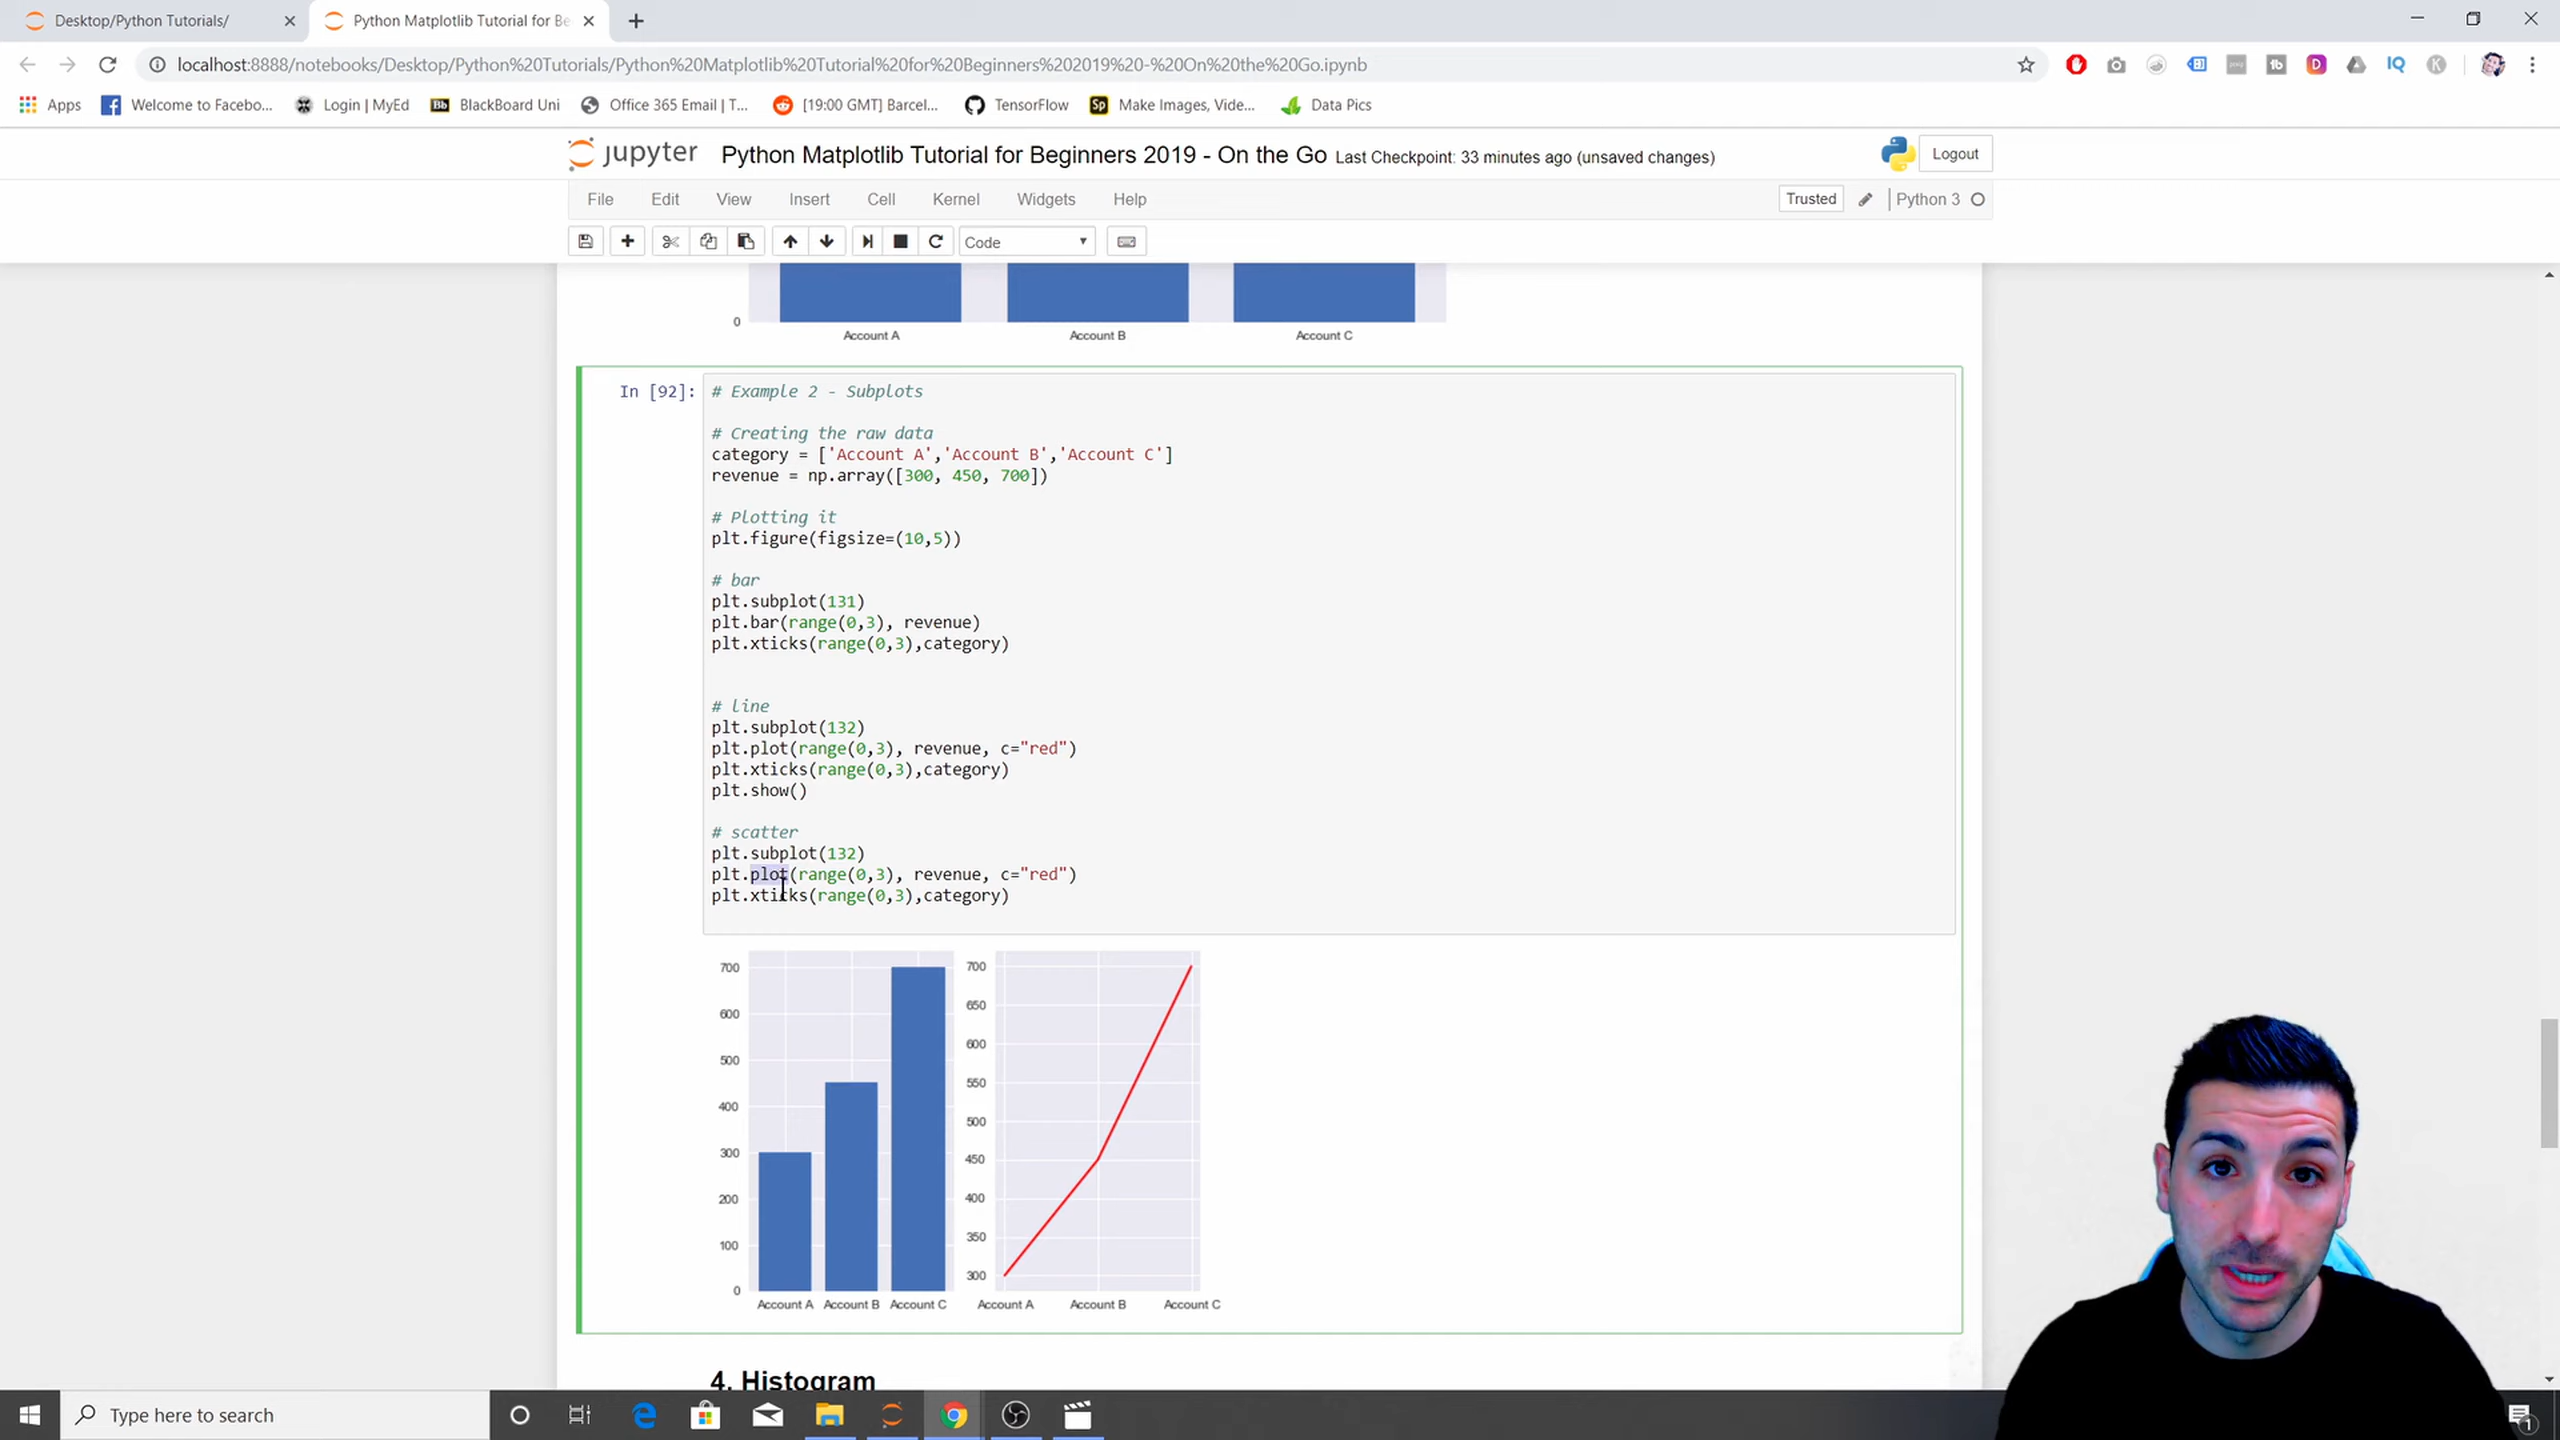 Desktop/Python Tutorials/
Python Matplotlib Tutorial for Be
localhost:8888/notebooks/Desktop/Python%20Tutorials/Python%20Matplotlib%20Tutorial%20for%20Beginners%202019%20-%20On%20the%20Go.ipynb
Apps
Welcome to Facebo...
Login | MyEd
Bb BlackBoard Uni
Office 365 Email | T...
[19:00 GMT] Barcel...
TensorFlow
Sp Make Images, Vide...
Data Pics
jupyter Python Matplotlib Tutorial for Beginners 2019 - On the Go Last Checkpoint: 33 minutes ago (unsaved changes)
Logout
File Edit View Insert Cell Kernel Widgets Help
Trusted
Python 3
Code
0
Account A Account B Account C
In [92]:
# Example 2 - Subplots
# Creating the raw data
category = ['Account A','Account B','Account C']
revenue = np.array([300, 450, 700])
# Plotting it
plt.figure(figsize=(10,5))
# bar
plt.subplot(131)
plt.bar(range(0,3), revenue)
plt.xticks(range(0,3),category)
# line
plt.subplot(132)
plt.plot(range(0,3), revenue, c="red")
plt.xticks(range(0,3),category)
plt.show()
# scatter
plt.subplot(132)
plt.plot(range(0,3), revenue, c="red")
plt.xticks(range(0,3),category)
700
600
500
400
300
200
100
0
Account A Account B Account C
700
650
600
550
500
450
400
350
300
Account A Account B Account C
4. Histogram
Type here to search
1